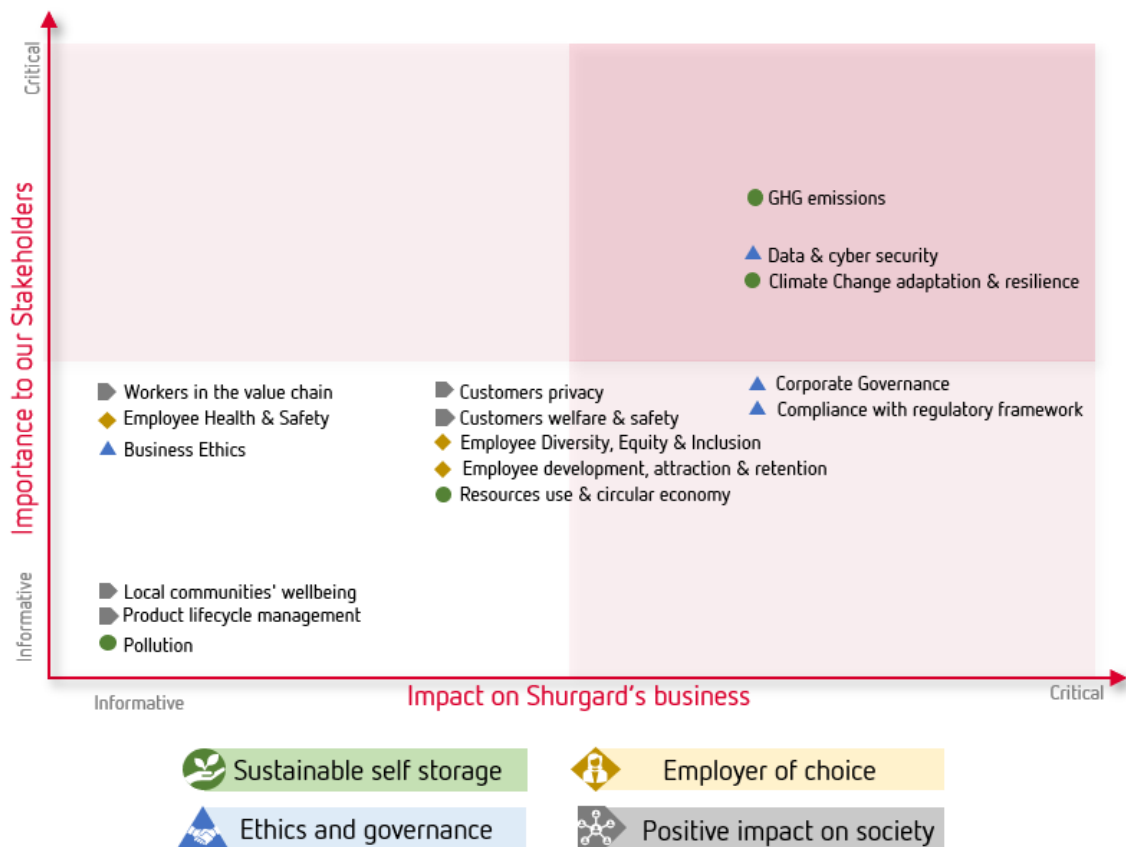 Critical
Importance to our Stakeholders
Informative
GHG emissions
Data & cyber security
Climate Change adaptation & resilience
Workers in the value chain
Employee Health & Safety
Business Ethics
Customers privacy
Customers welfare & safety
Employee Diversity, Equity & Inclusion
Employee development, attraction & retention
Resources use & circular economy
Corporate Governance
Compliance with regulatory framework
Local communities' wellbeing
Product lifecycle management
Pollution
Informative
Impact on Shurgard's business
Critical
Sustainable self storage
Employer of choice
Ethics and governance
Positive impact on society